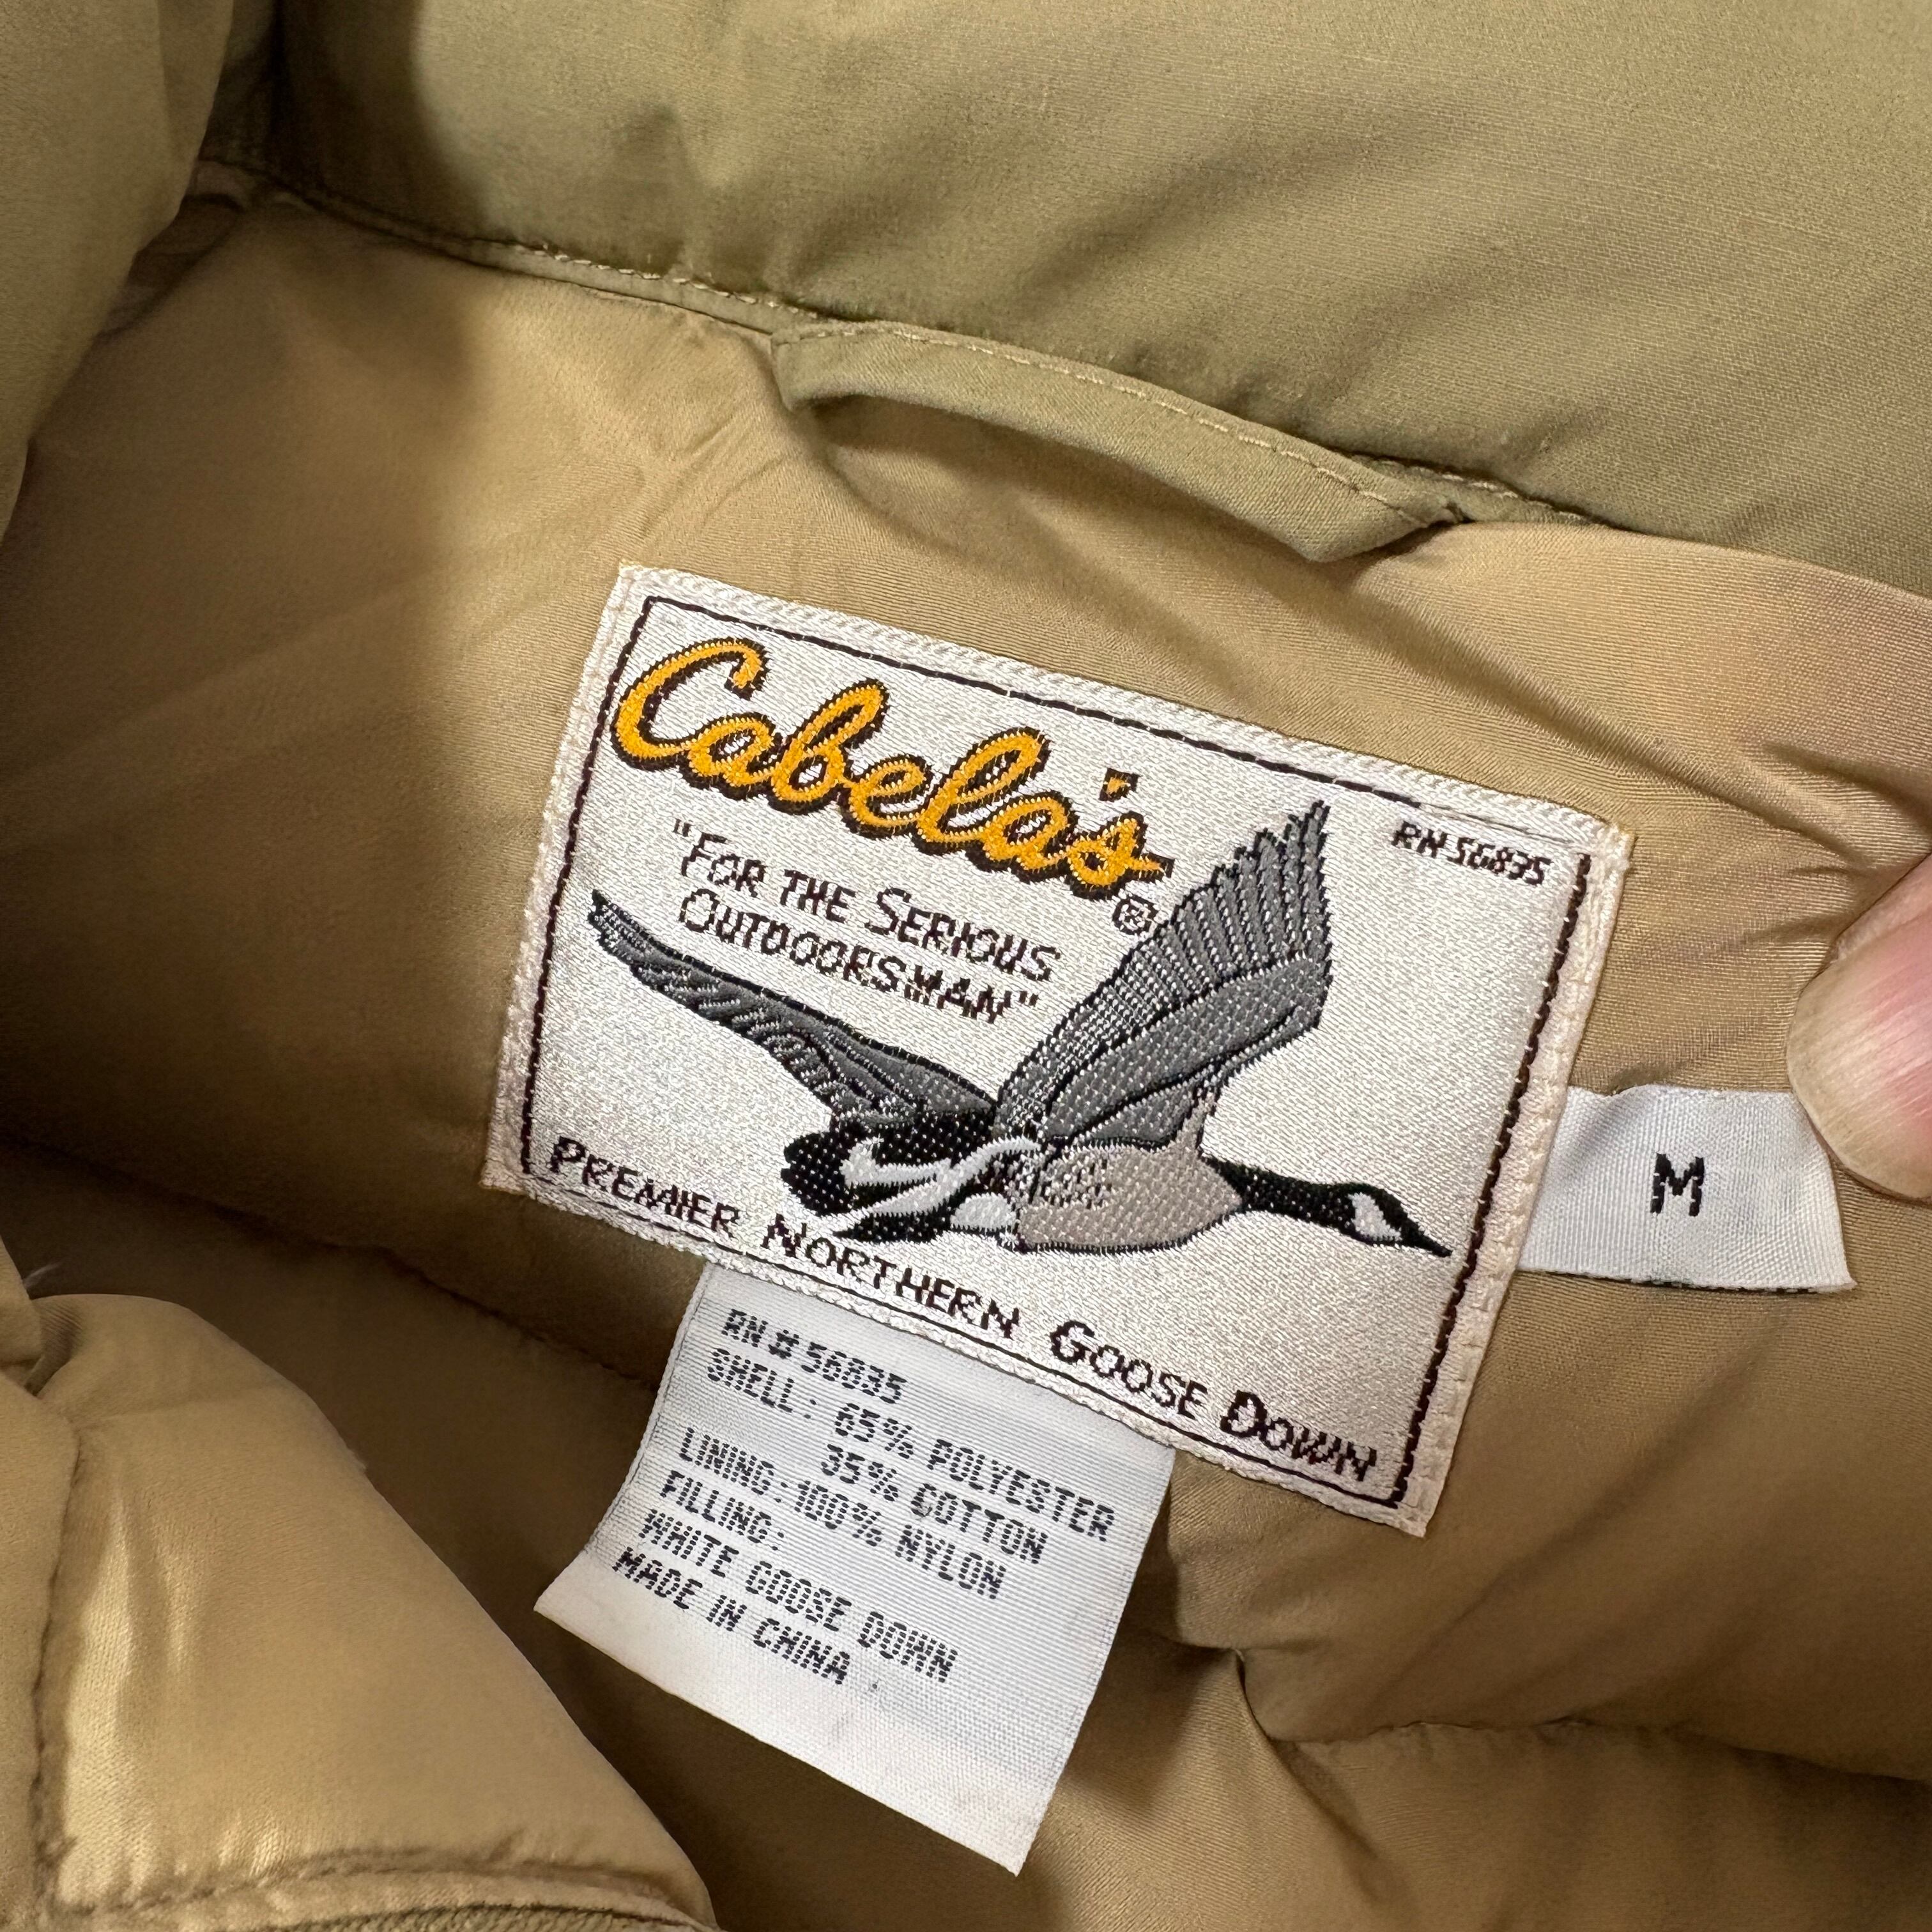 Cabela's®
RN 56835
"FOR THE SERIOUS
OUTDOORSMAN"
PREMIER NORTHERN GOOSE DOWN
M
RN # 56835
SHELL: 65% POLYESTER
35% COTTON
LINING: 100% NYLON
FILLING:
WHITE GOOSE DOWN
MADE IN CHINA